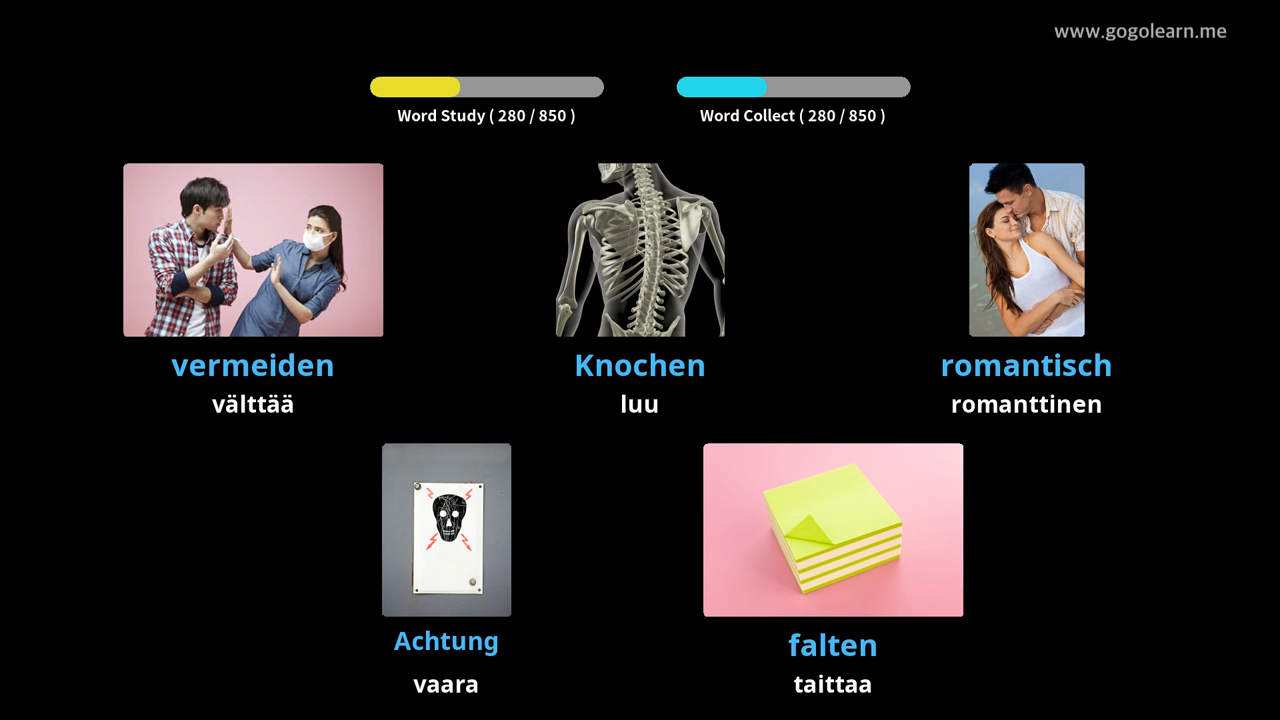 www.gogolearn.me
Word Study ( 280 / 850 )
Word Collect ( 280 / 850 )
vermeiden
välttää
Knochen
luu
romantisch
romanttinen
Achtung
vaara
falten
taittaa